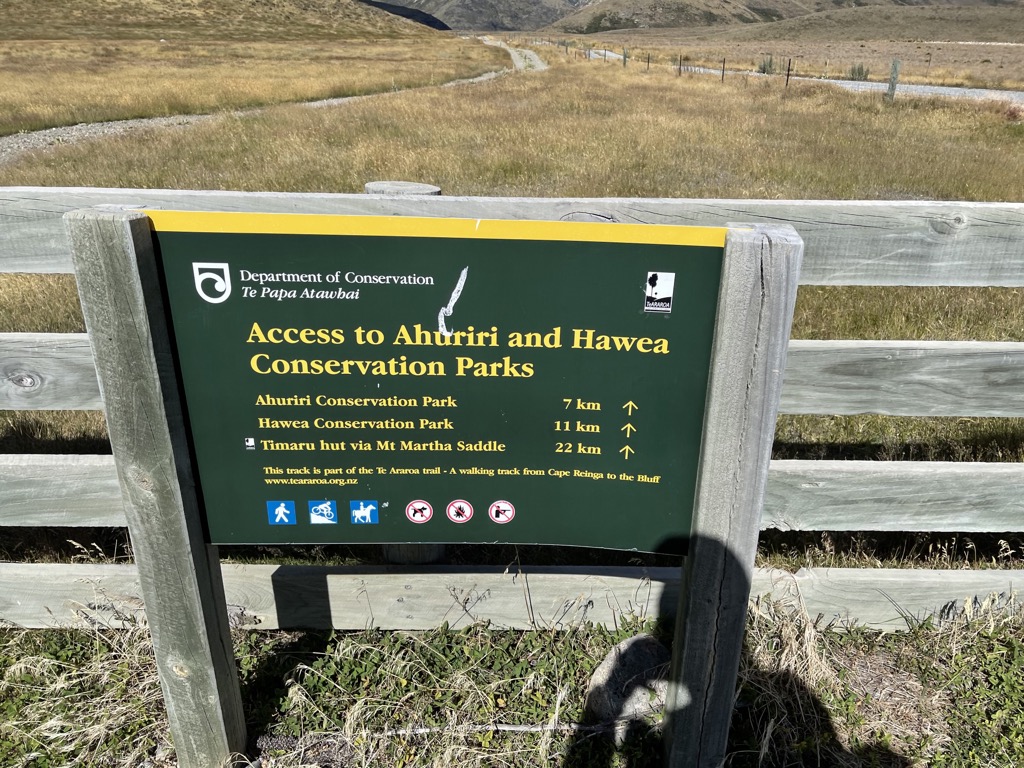 Department of Conservation
Te Papa Atawhai
TeARAROA
Access to Ahuriri and Hawea
Conservation Parks
Ahuriri Conservation Park 7 km ↑
Hawea Conservation Park 11 km ↑
Timaru hut via Mt Martha Saddle 22 km ↑
This track is part of the Te Araroa trail - A walking track from Cape Reinga to the Bluff
www.teararoa.org.nz